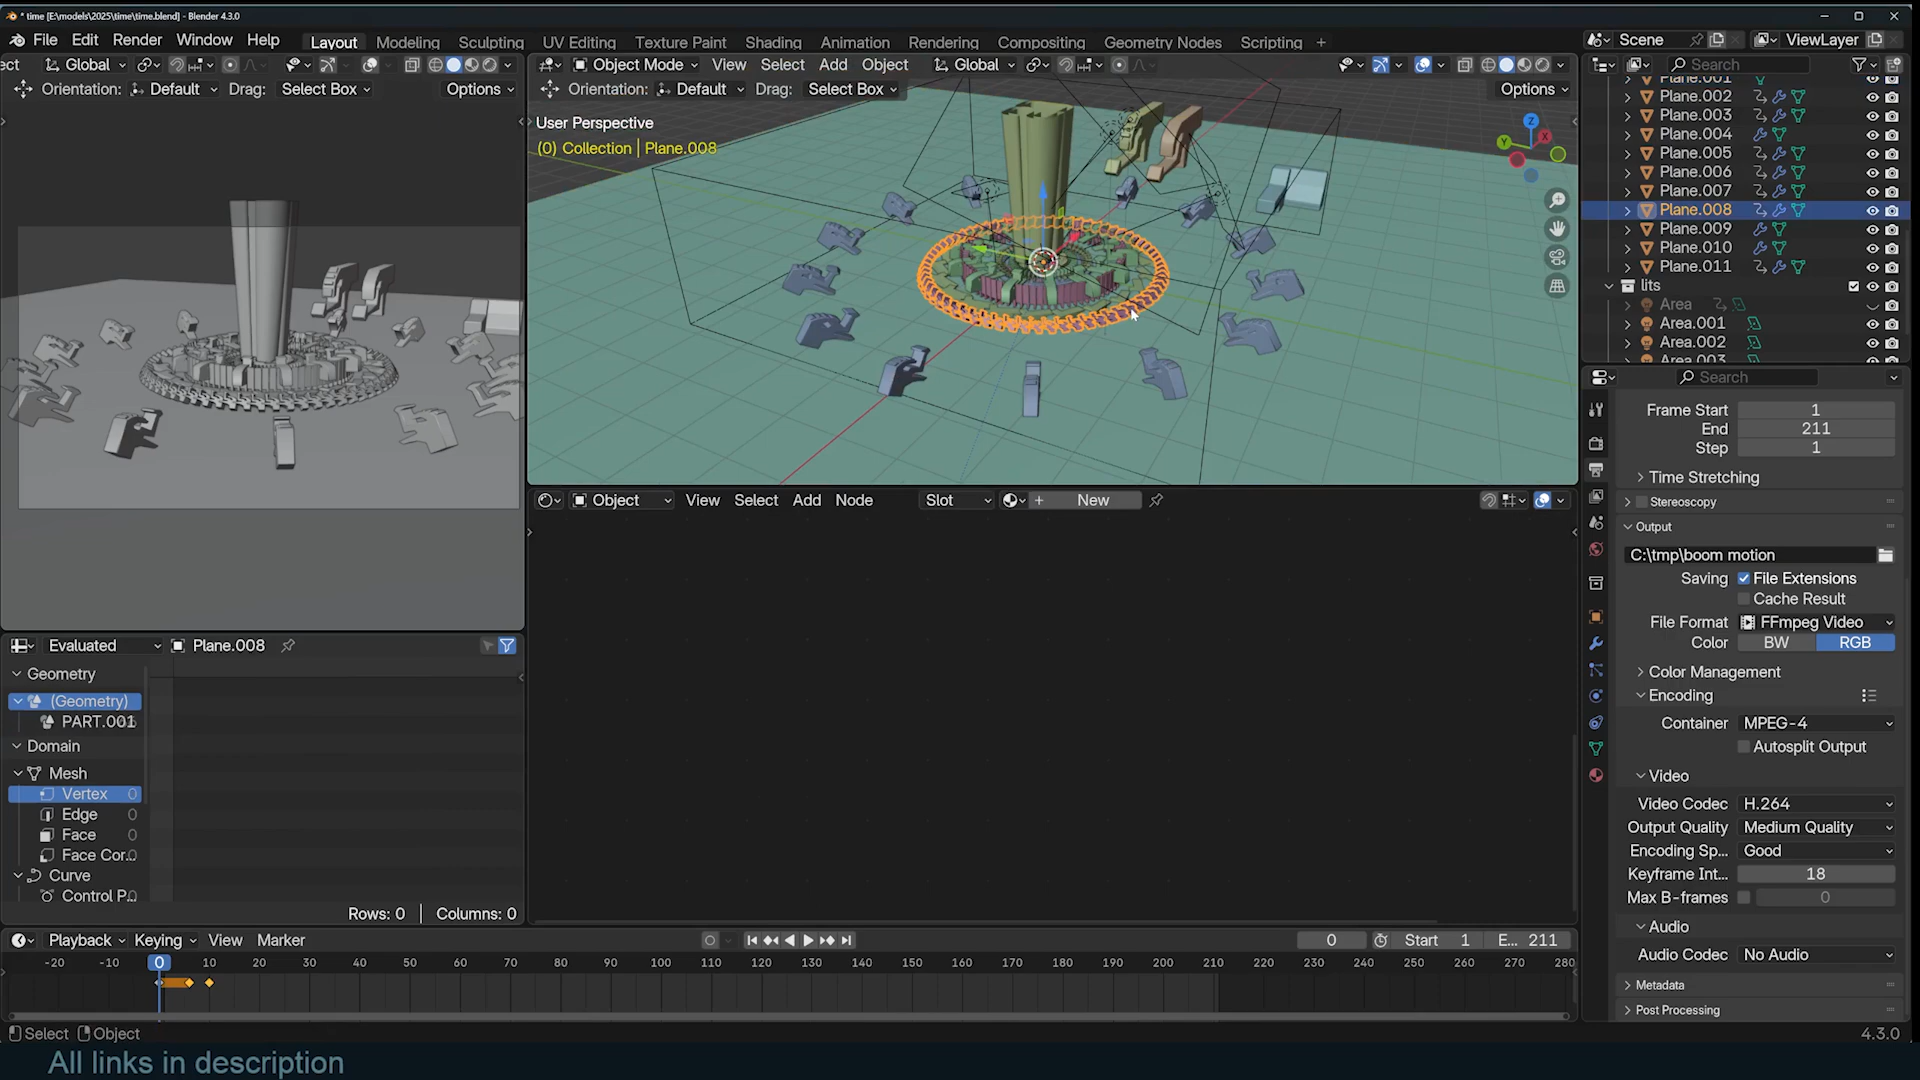 * time [E:\models\2025\time\time.blend] - Blender 4.3.0
File Edit Render Window Help
Layout Modeling Sculpting UV Editing Texture Paint Shading Animation Rendering Compositing Geometry Nodes Scripting +
Scene
ViewLayer
ect Global
Object Mode View Select Add Object Global
Search
Orientation: Default Drag: Select Box Options
Orientation: Default Drag: Select Box Options
User Perspective
(0) Collection | Plane.008
Z
Y
X
Plane.001
Plane.002
Plane.003
Plane.004
Plane.005
Plane.006
Plane.007
Plane.008
Plane.009
Plane.010
Plane.011
lits
Area
Area.001
Area.002
Area.003
Search
Frame Start 1
End 211
Step 1
Time Stretching
Stereoscopy
Output
C:\tmp\boom motion
Saving File Extensions
Cache Result
File Format FFmpeg Video
Color BW RGB
Color Management
Encoding
Container MPEG-4
Autosplit Output
Video
Video Codec H.264
Output Quality Medium Quality
Encoding Sp... Good
Keyframe Int... 18
Max B-frames 0
Audio
Audio Codec No Audio
Metadata
Post Processing
Object View Select Add Node Slot + New
Evaluated Plane.008
Geometry
(Geometry)
PART.001
Domain
Mesh
Vertex 0
Edge 0
Face 0
Face Cor... 0
Curve
Control P... 0
Rows: 0 | Columns: 0
Playback Keying View Marker
0 Start 1 E... 211
-20 -10 0 20 30 40 50 60 70 80 90 100 110 120 130 140 150 160 170 180 190 200 210 220 230 240 250 260 270 280
Select Object
4.3.0
All links in description